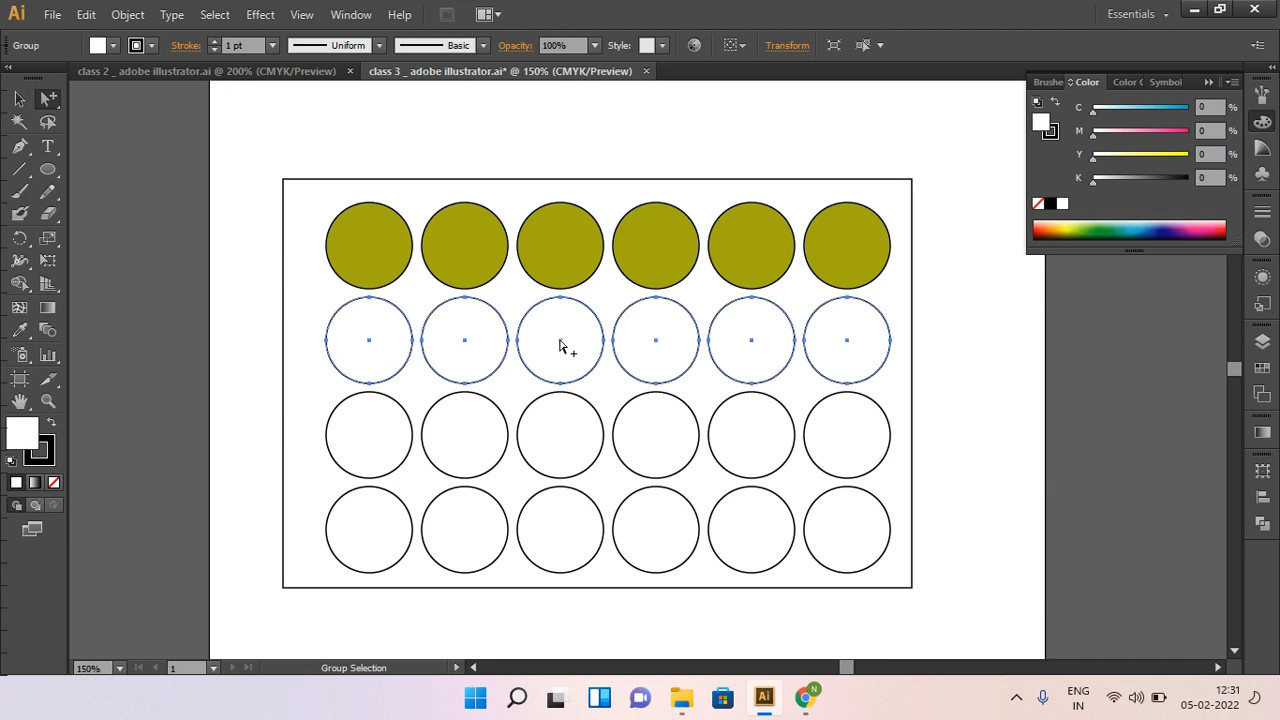 Ai File Edit Object Type Select Effect View Window Help Essentials
Group Stroke: 1 pt Uniform Basic Opacity: 100% Style: Transform
class 2 _ adobe illustrator.ai @ 200% (CMYK/Preview) × class 3 _ adobe illustrator.ai* @ 150% (CMYK/Preview) ×
Brushe Color Color Symbol
C 0 %
M 0 %
Y 0 %
K 0 %
T
150% 1 Group Selection
Ai N
ENG
IN
12:31
05-02-2022